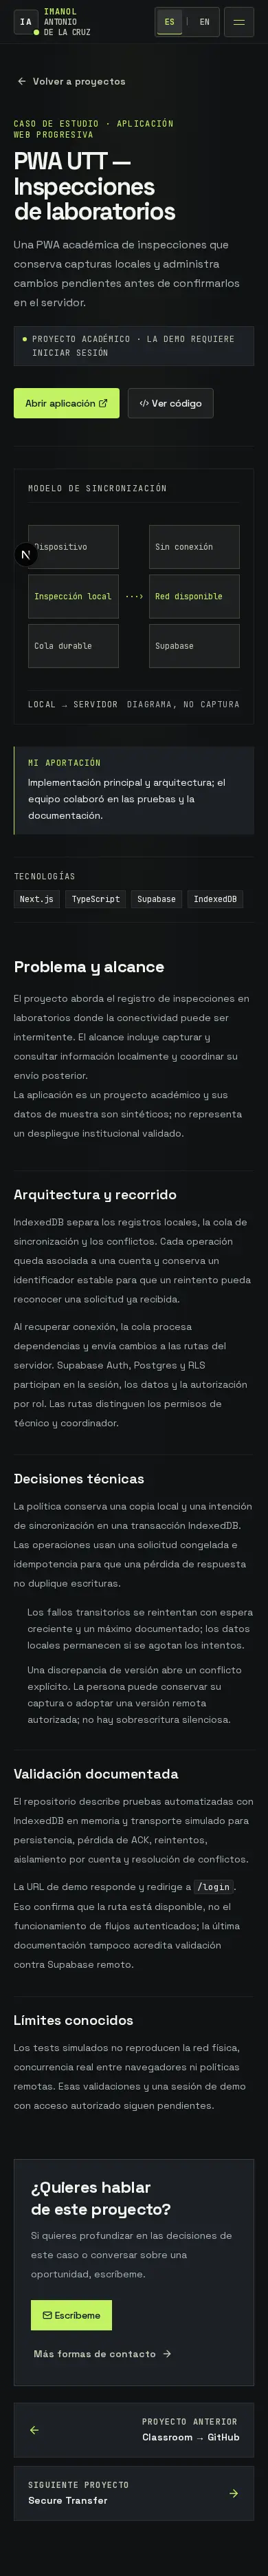 IA
IMANOL
ANTONIO
DE LA CRUZ
ES | EN
← Volver a proyectos
CASO DE ESTUDIO · APLICACIÓN
WEB PROGRESIVA
PWA UTT —
Inspecciones
de laboratorios
Una PWA académica de inspecciones que
conserva capturas locales y administra
cambios pendientes antes de confirmarlos
en el servidor.
PROYECTO ACADÉMICO · LA DEMO REQUIERE
INICIAR SESIÓN
Abrir aplicación
Ver código
MODELO DE SINCRONIZACIÓN
Dispositivo
Sin conexión
N
Inspección local
Red disponible
Cola durable
Supabase
LOCAL → SERVIDOR
DIAGRAMA, NO CAPTURA
MI APORTACIÓN
Implementación principal y arquitectura; el
equipo colaboró en las pruebas y la
documentación.
TECNOLOGÍAS
Next.js TypeScript Supabase IndexedDB
Problema y alcance
El proyecto aborda el registro de inspecciones en
laboratorios donde la conectividad puede ser
intermitente. El alcance incluye capturar y
consultar información localmente y coordinar su
envío posterior.
La aplicación es un proyecto académico y sus
datos de muestra son sintéticos; no representa
un despliegue institucional validado.
Arquitectura y recorrido
IndexedDB separa los registros locales, la cola de
sincronización y los conflictos. Cada operación
queda asociada a una cuenta y conserva un
identificador estable para que un reintento pueda
reconocer una solicitud ya recibida.
Al recuperar conexión, la cola procesa
dependencias y envía cambios a las rutas del
servidor. Supabase Auth, Postgres y RLS
participan en la sesión, los datos y la autorización
por rol. Las rutas distinguen los permisos de
técnico y coordinador.
Decisiones técnicas
La política conserva una copia local y una intención
de sincronización en una transacción IndexedDB.
Las operaciones usan una solicitud congelada e
idempotencia para que una pérdida de respuesta
no duplique escrituras.
Los fallos transitorios se reintentan con espera
creciente y un máximo documentado; los datos
locales permanecen si se agotan los intentos.
Una discrepancia de versión abre un conflicto
explícito. La persona puede conservar su
captura o adoptar una versión remota
autorizada; no hay sobrescritura silenciosa.
Validación documentada
El repositorio describe pruebas automatizadas con
IndexedDB en memoria y transporte simulado para
persistencia, pérdida de ACK, reintentos,
aislamiento por cuenta y resolución de conflictos.
La URL de demo responde y redirige a /login.
Eso confirma que la ruta está disponible, no el
funcionamiento de flujos autenticados; la última
documentación tampoco acredita validación
contra Supabase remoto.
Límites conocidos
Los tests simulados no reproducen la red física,
concurrencia real entre navegadores ni políticas
remotas. Esas validaciones y una sesión de demo
con acceso autorizado siguen pendientes.
¿Quieres hablar
de este proyecto?
Si quieres profundizar en las decisiones de
este caso o conversar sobre una
oportunidad, escríbeme.
Escríbeme
Más formas de contacto →
PROYECTO ANTERIOR
← Classroom → GitHub
SIGUIENTE PROYECTO
Secure Transfer →